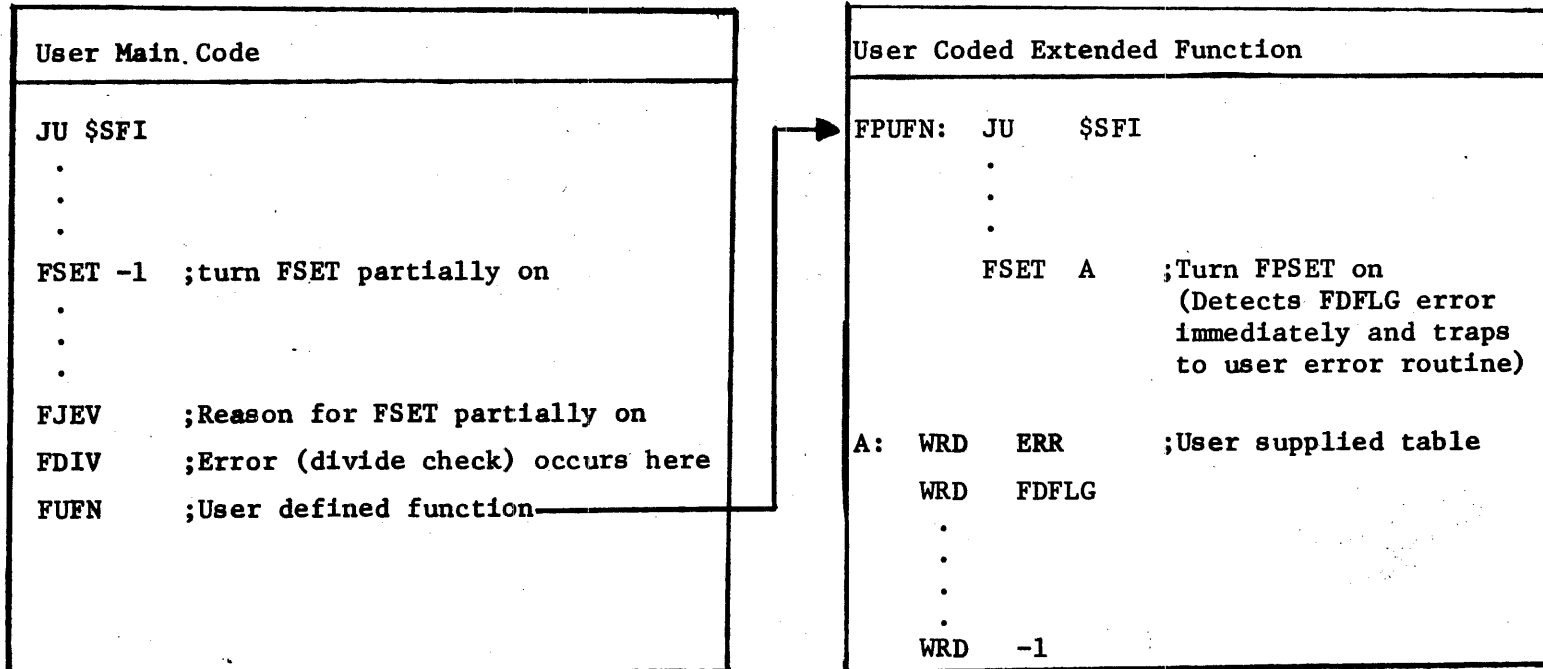 User Main Code
JU $SFI
.
.
.
FSET -1 ;turn FSET partially on
.
.
.
FJEV ;Reason for FSET partially on
FDIV ;Error (divide check) occurs here
FUFN ;User defined function
User Coded Extended Function
FPUFN: JU $SFI
.
.
.
FSET A ;Turn FPSET on
(Detects FDFLG error
immediately and traps
to user error routine)
A: WRD ERR ;User supplied table
WRD FDFLG
.
.
.
.
WRD -1